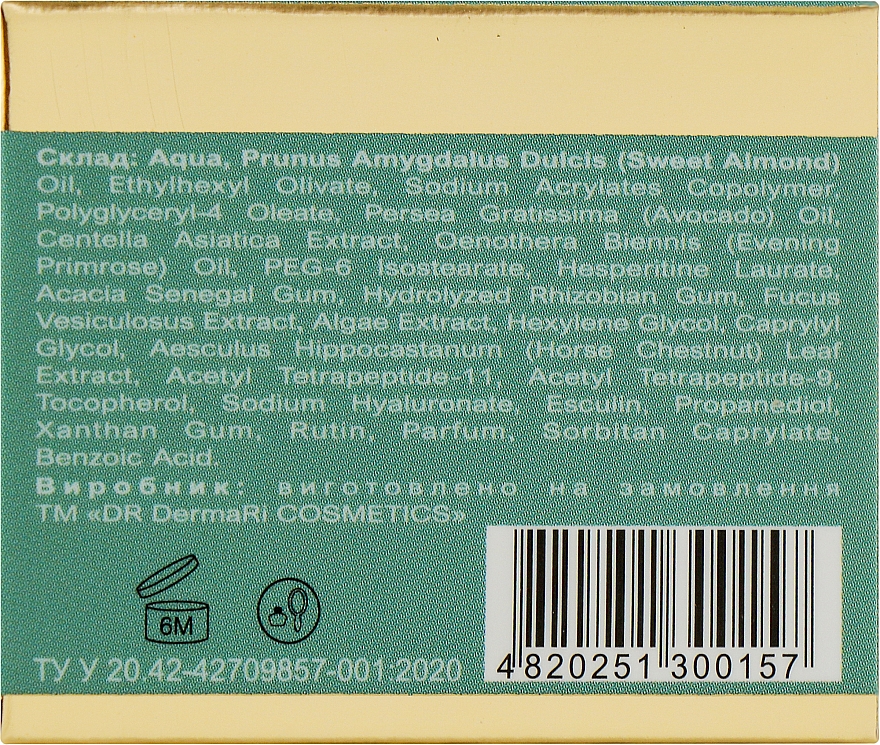 Склад: Aqua, Prunus Amygdalus Dulcis (Sweet Almond)
Oil, Ethylhexyl Olivate, Sodium Acrylates Copolymer,
Polyglyceryl-4 Oleate, Persea Gratissima (Avocado) Oil,
Centella Asiatica Extract, Oenothera Biennis (Evening
Primrose) Oil, PEG-6 Isostearate, Hesperitine Laurate,
Acacia Senegal Gum, Hydrolyzed Rhizobian Gum, Fucus
Vesiculosus Extract, Algae Extract, Hexylene Glycol, Caprylyl
Glycol, Aesculus Hippocastanum (Horse Chestnut) Leaf
Extract, Acetyl Tetrapeptide-11, Acetyl Tetrapeptide-9,
Tocopherol, Sodium Hyaluronate, Esculin, Propanediol,
Xanthan Gum, Rutin, Parfum, Sorbitan Caprylate,
Benzoic Acid.
Виробник: виготовлено на замовлення
ТМ «DR DermaRi COSMETICS»
6M
ТУ У 20.42-42709857-001 2020
4 820251 300157